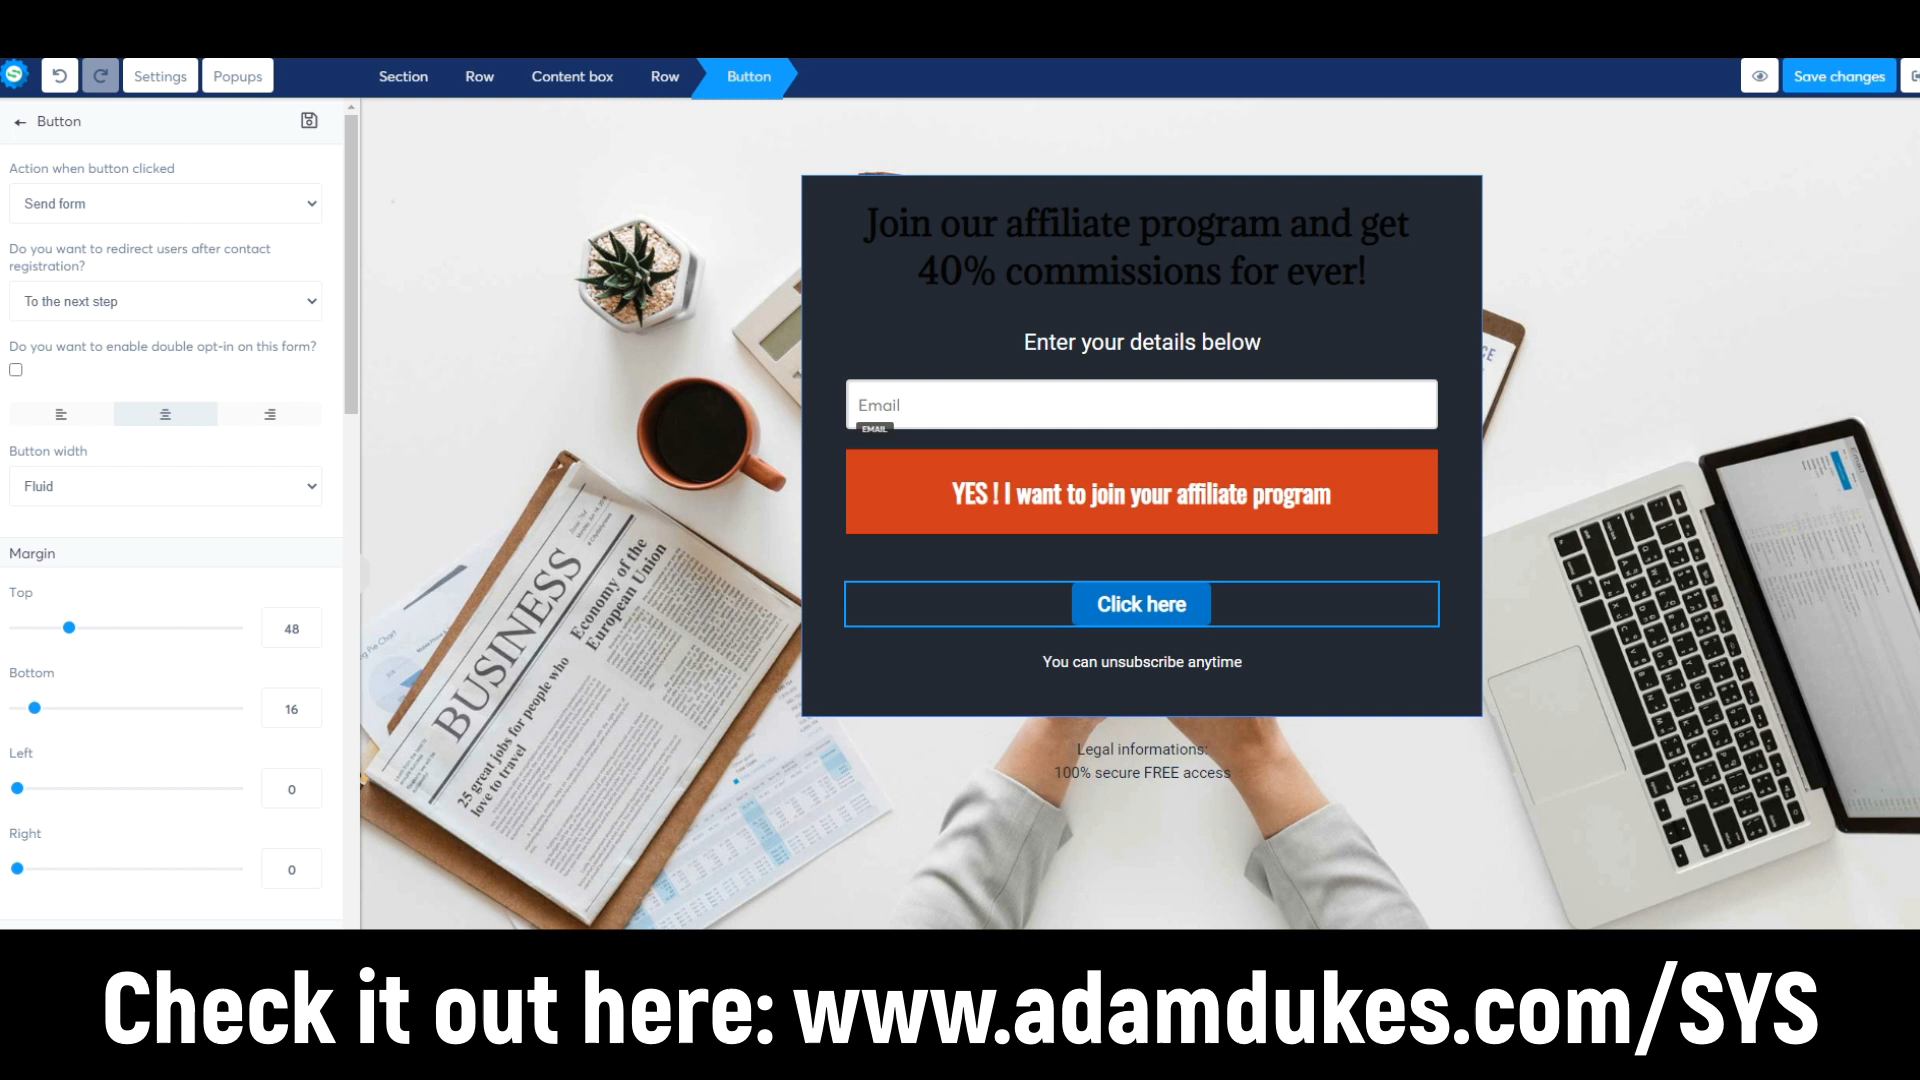 Settings
Popups
Section
Row
Content box
Row
Button
Save changes
Button
Action when button clicked
Send form
Do you want to redirect users after contact
registration?
To the next step
Do you want to enable double opt-in on this form?
Button width
Fluid
Margin
Top
48
Bottom
16
Left
0
Right
0
Join our affiliate program and get
40% commissions for ever!
Enter your details below
Email
EMAIL
YES ! I want to join your affiliate program
Click here
You can unsubscribe anytime
Legal informations:
100% secure FREE access
BUSINESS
Economy of the
European Union
25 great jobs for people who
love to travel
Check it out here: www.adamdukes.com/SYS